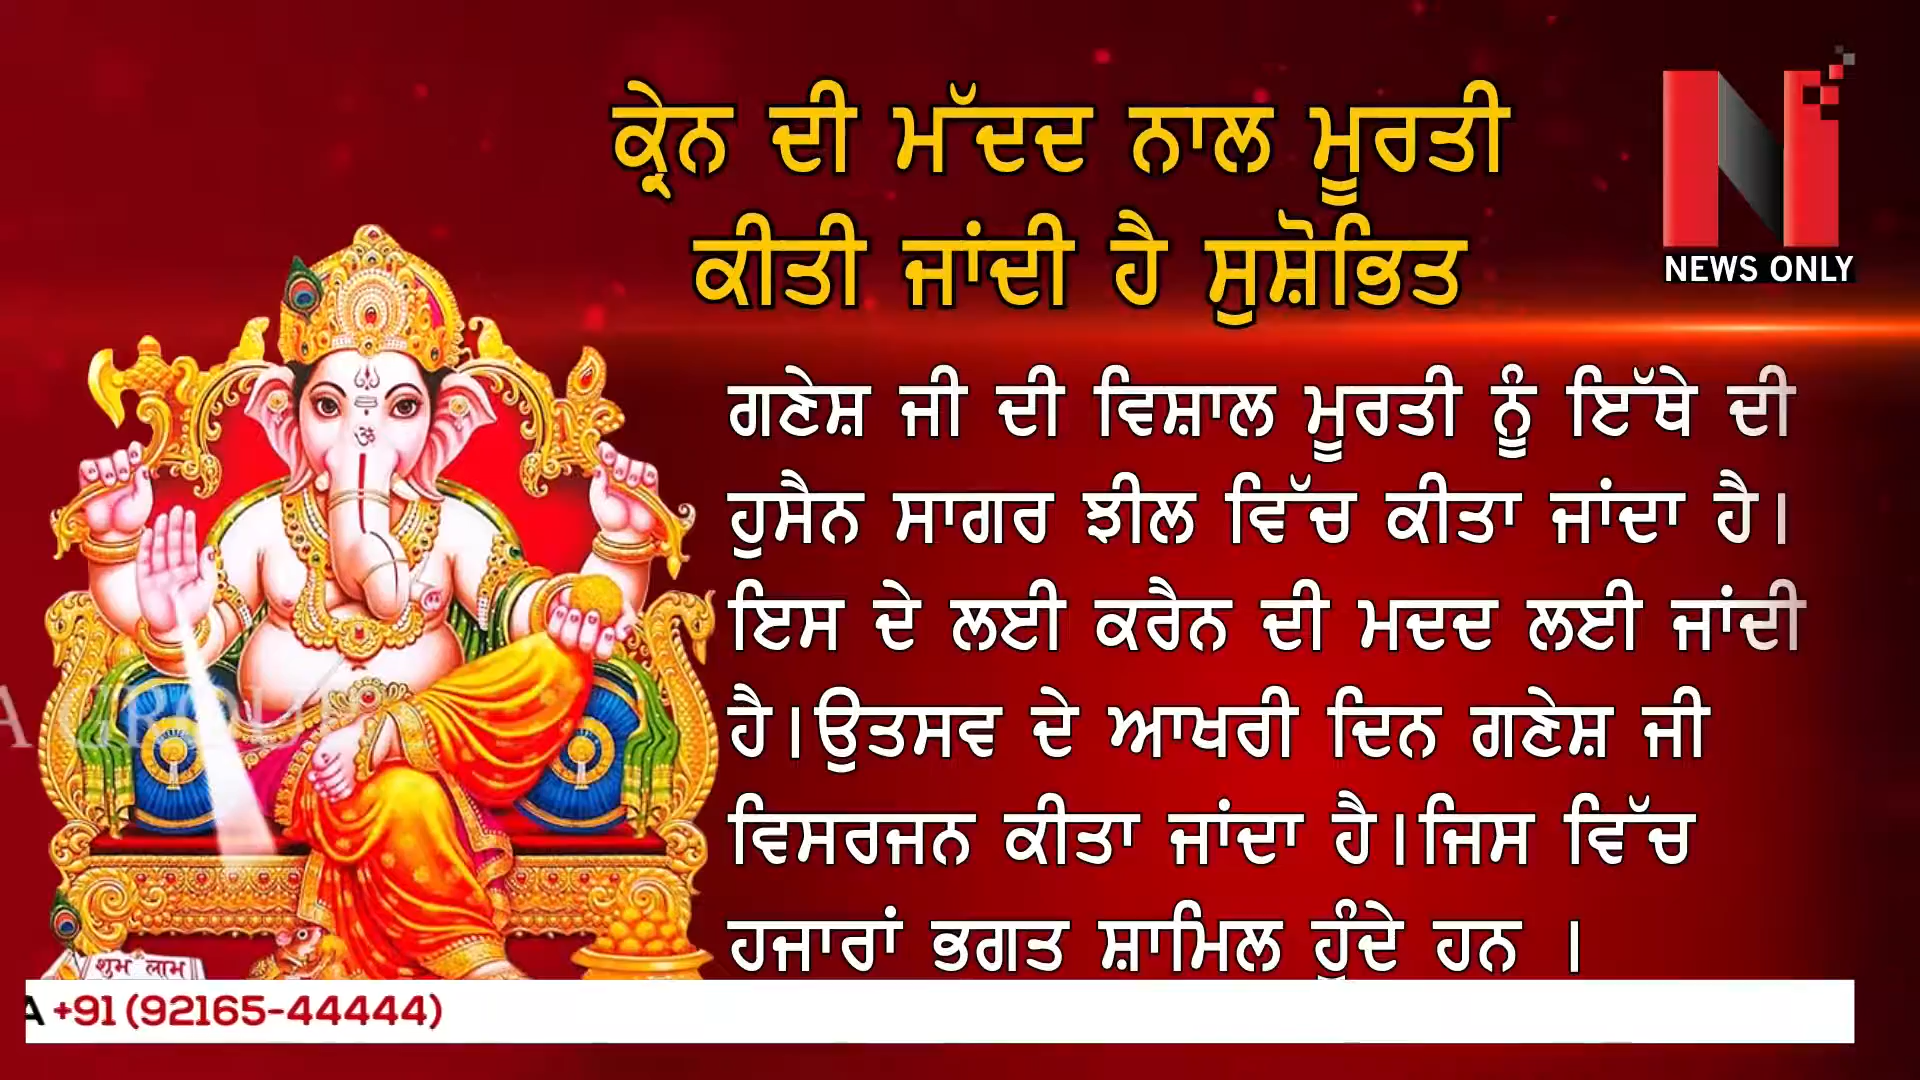 ਕ੍ਰੇਨ ਦੀ ਮੱਦਦ ਨਾਲ ਮੂਰਤੀ
ਕੀਤੀ ਜਾਂਦੀ ਹੈ ਸੁਸ਼ੋਭਿਤ
NEWS ONLY
ਗਣੇਸ਼ ਜੀ ਦੀ ਵਿਸ਼ਾਲ ਮੂਰਤੀ ਨੂੰ ਇੱਥੇ ਦੀ
ਹੁਸੈਨ ਸਾਗਰ ਝੀਲ ਵਿੱਚ ਕੀਤਾ ਜਾਂਦਾ ਹੈ।
ਇਸ ਦੇ ਲਈ ਕਰੈਨ ਦੀ ਮਦਦ ਲਈ ਜਾਂਦੀ
ਹੈ।ਉਤਸਵ ਦੇ ਆਖਰੀ ਦਿਨ ਗਣੇਸ਼ ਜੀ
ਵਿਸਰਜਨ ਕੀਤਾ ਜਾਂਦਾ ਹੈ।ਜਿਸ ਵਿੱਚ
ਹਜਾਰਾਂ ਭਗਤ ਸ਼ਾਮਿਲ ਹੁੰਦੇ ਹਨ ।
A GROUP
शुभ लाभ
A +91 (92165-44444)